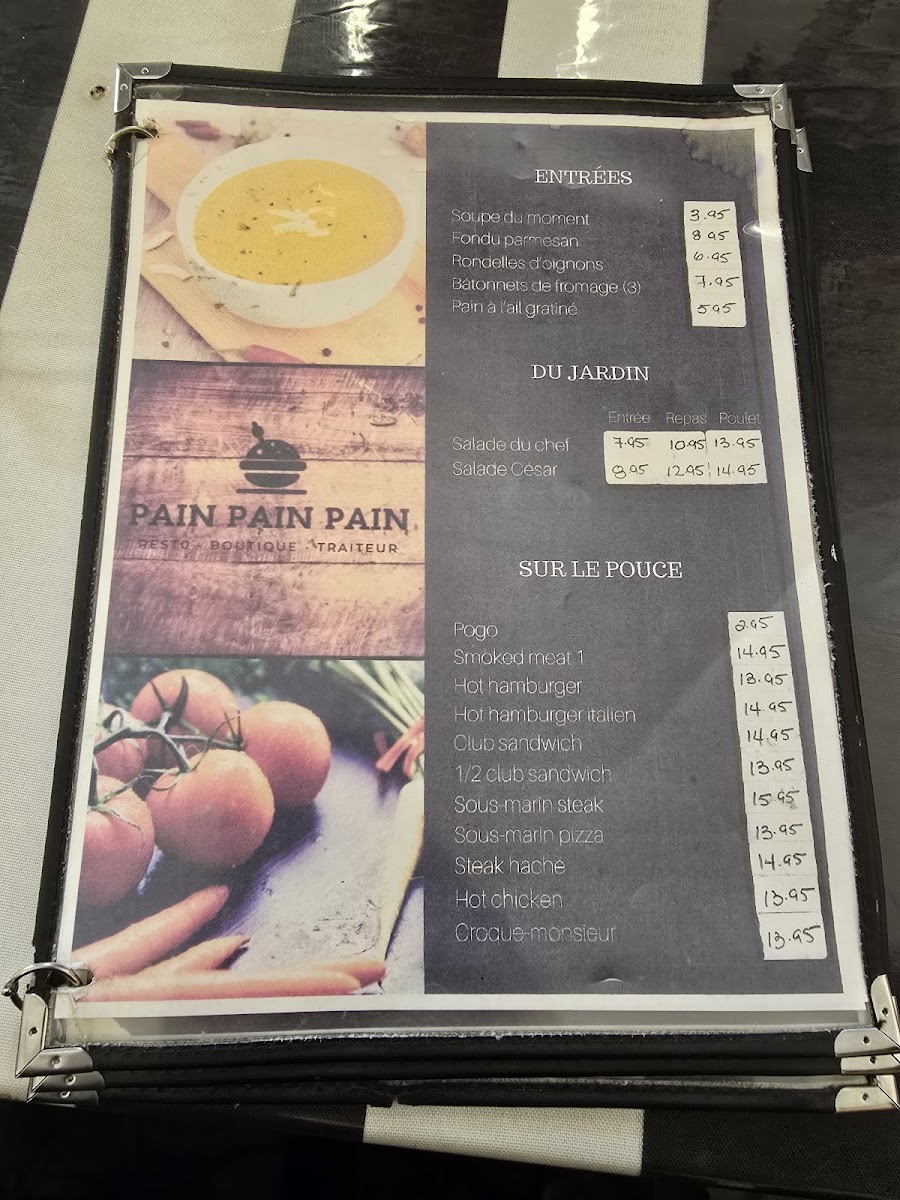 ENTRÉES
Soupe du moment 3.95
Fondu parmesan 8.95
Rondelles d'oignons 6.95
Bâtonnets de fromage (3) 7.95
Pain à l'ail gratiné 5.95
DU JARDIN
Entrée Repas Poulet
Salade du chef 7.95 10.95 13.95
Salade César 8.95 12.95 14.95
PAIN PAIN PAIN
RESTO - BOUTIQUE - TRAITEUR
SUR LE POUCE
Pogo 2.95
Smoked meat 1 14.95
Hot hamburger 13.95
Hot hamburger italien 14.95
Club sandwich 14.95
1/2 club sandwich 13.95
Sous-marin steak 15.95
Sous-marin pizza 13.95
Steak haché 14.95
Hot chicken 13.95
Croque-monsieur 13.95